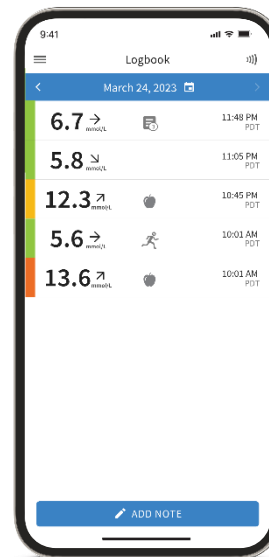 9:41
Logbook
March 24, 2023
6.7 mmol/L 11:48 PM
PDT
5.8 mmol/L 11:05 PM
PDT
12.3 mmol/L 10:45 PM
PDT
5.6 mmol/L 10:01 AM
PDT
13.6 mmol/L 10:01 AM
PDT
ADD NOTE